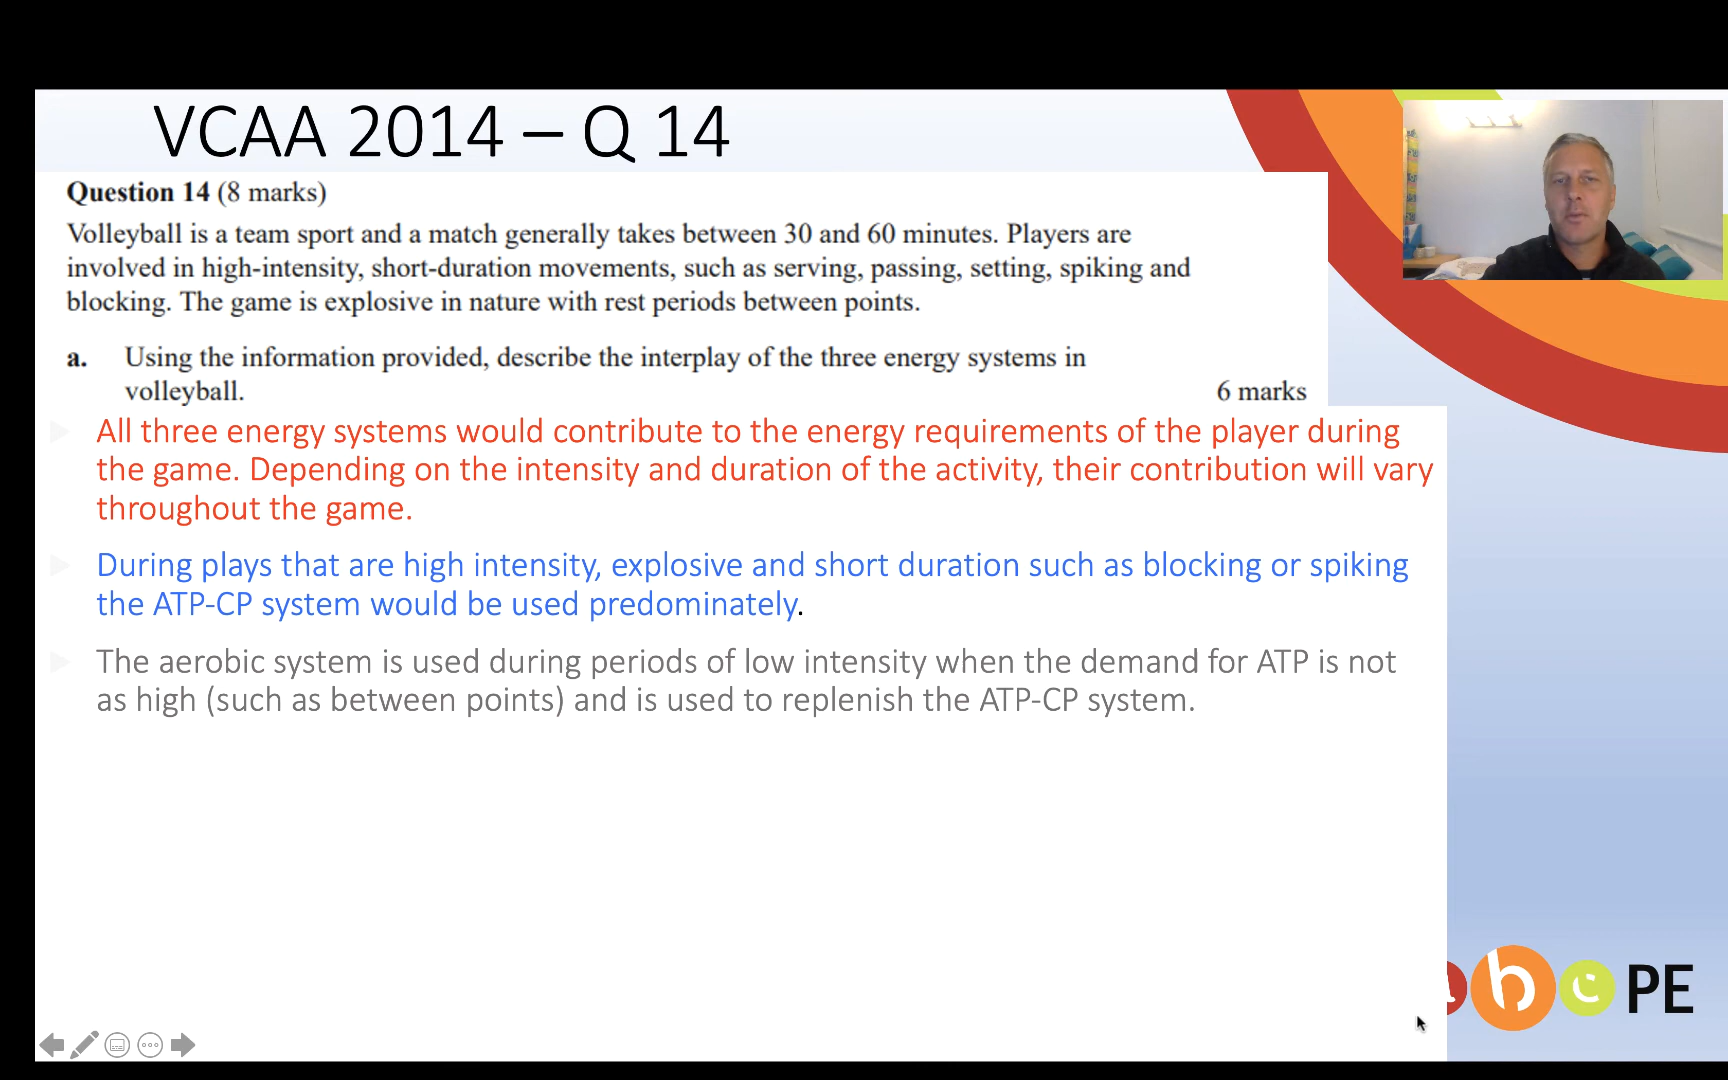 VCAA 2014 – Q 14
Question 14 (8 marks)
Volleyball is a team sport and a match generally takes between 30 and 60 minutes. Players are
involved in high-intensity, short-duration movements, such as serving, passing, setting, spiking and
blocking. The game is explosive in nature with rest periods between points.
a. Using the information provided, describe the interplay of the three energy systems in
volleyball. 6 marks
All three energy systems would contribute to the energy requirements of the player during
the game. Depending on the intensity and duration of the activity, their contribution will vary
throughout the game.
During plays that are high intensity, explosive and short duration such as blocking or spiking
the ATP-CP system would be used predominately.
The aerobic system is used during periods of low intensity when the demand for ATP is not
as high (such as between points) and is used to replenish the ATP-CP system.
b c PE